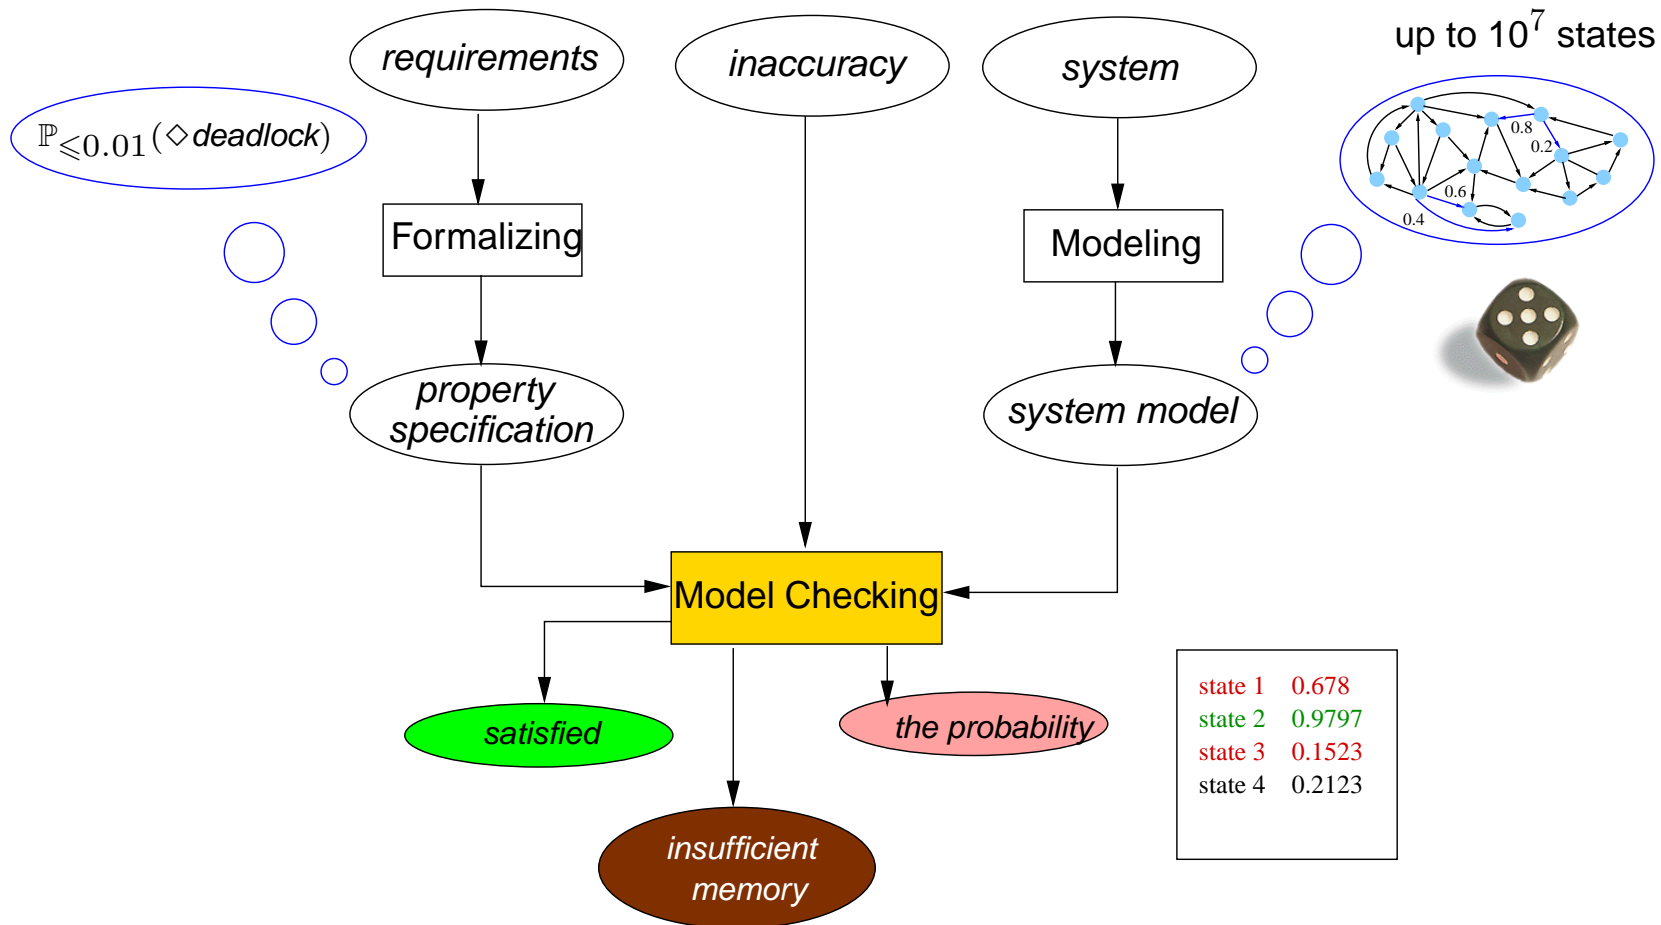 up to 10^7 states
requirements
inaccuracy
system
ℙ⩽0.01(◇deadlock)
0.8
0.2
0.6
0.4
Formalizing
Modeling
property
specification
system model
Model Checking
satisfied
the probability
insufficient
memory
state 1 0.678
state 2 0.9797
state 3 0.1523
state 4 0.2123